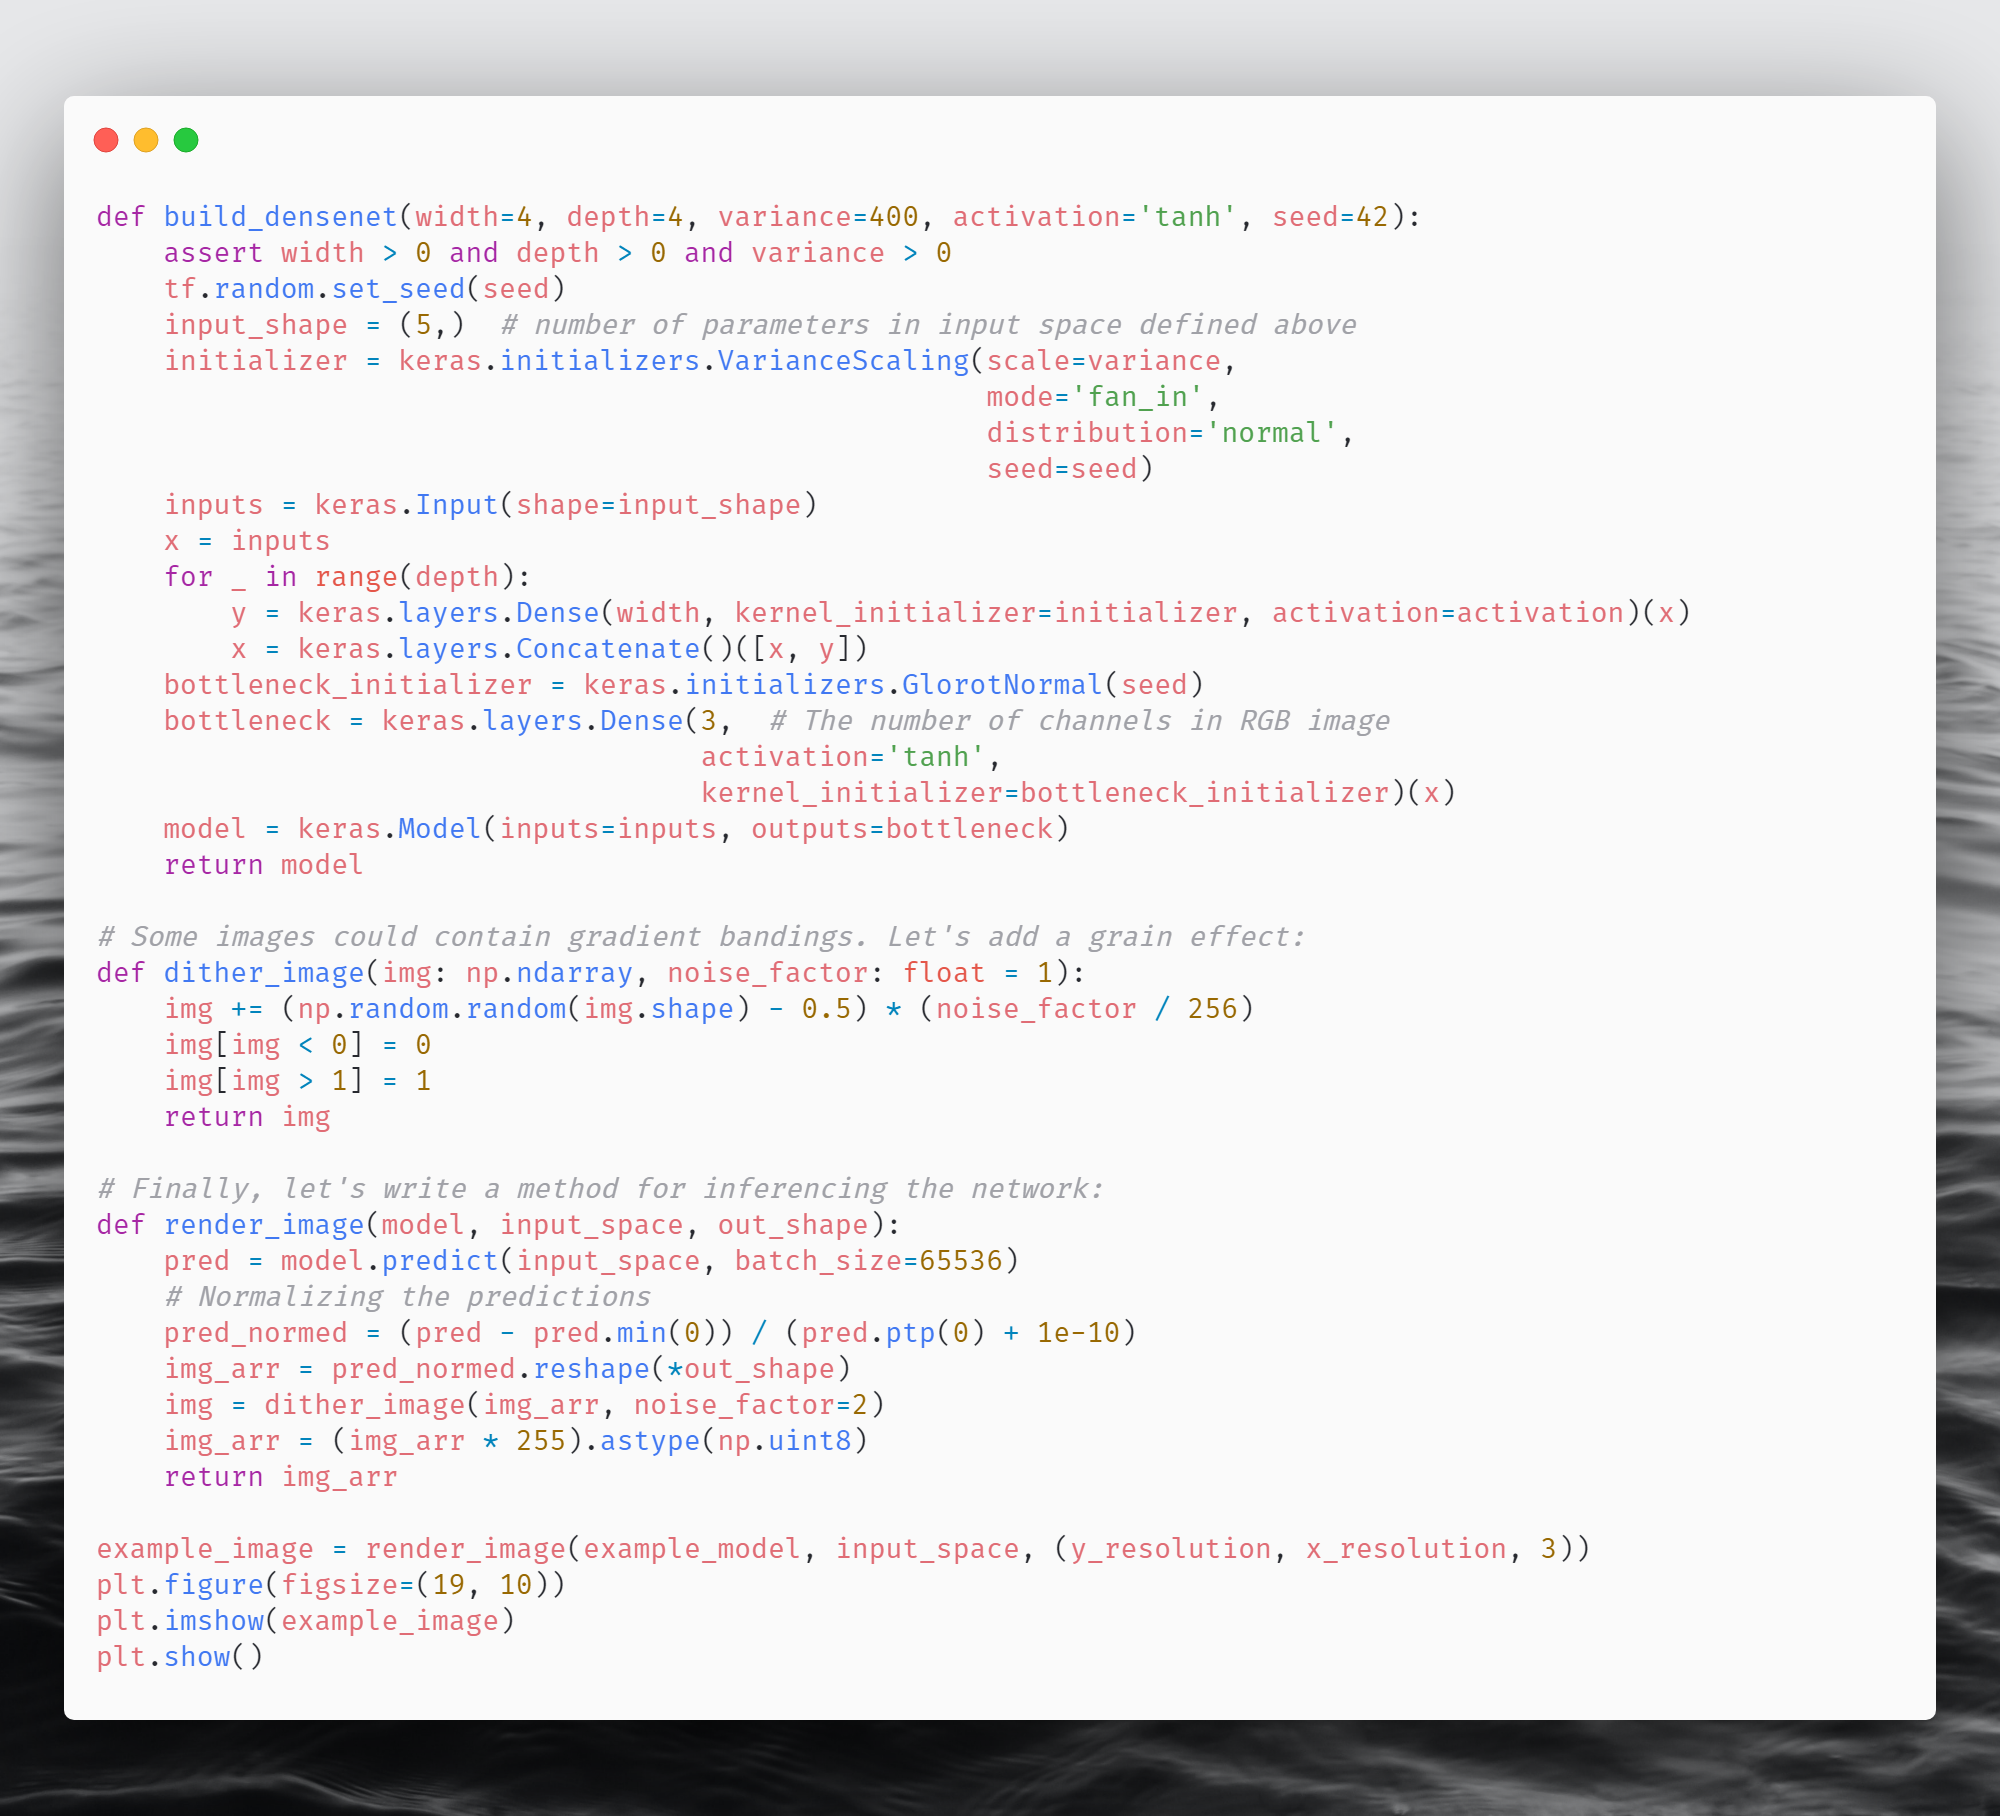 def build_densenet(width=4, depth=4, variance=400, activation='tanh', seed=42):
    assert width > 0 and depth > 0 and variance > 0
    tf.random.set_seed(seed)
    input_shape = (5,)  # number of parameters in input space defined above
    initializer = keras.initializers.VarianceScaling(scale=variance,
                                                     mode='fan_in',
                                                     distribution='normal',
                                                     seed=seed)
    inputs = keras.Input(shape=input_shape)
    x = inputs
    for _ in range(depth):
        y = keras.layers.Dense(width, kernel_initializer=initializer, activation=activation)(x)
        x = keras.layers.Concatenate()([x, y])
    bottleneck_initializer = keras.initializers.GlorotNormal(seed)
    bottleneck = keras.layers.Dense(3,  # The number of channels in RGB image
                                    activation='tanh',
                                    kernel_initializer=bottleneck_initializer)(x)
    model = keras.Model(inputs=inputs, outputs=bottleneck)
    return model

# Some images could contain gradient bandings. Let's add a grain effect:
def dither_image(img: np.ndarray, noise_factor: float = 1):
    img += (np.random.random(img.shape) - 0.5) * (noise_factor / 256)
    img[img < 0] = 0
    img[img > 1] = 1
    return img

# Finally, let's write a method for inferencing the network:
def render_image(model, input_space, out_shape):
    pred = model.predict(input_space, batch_size=65536)
    # Normalizing the predictions
    pred_normed = (pred - pred.min(0)) / (pred.ptp(0) + 1e-10)
    img_arr = pred_normed.reshape(*out_shape)
    img = dither_image(img_arr, noise_factor=2)
    img_arr = (img_arr * 255).astype(np.uint8)
    return img_arr

example_image = render_image(example_model, input_space, (y_resolution, x_resolution, 3))
plt.figure(figsize=(19, 10))
plt.imshow(example_image)
plt.show()